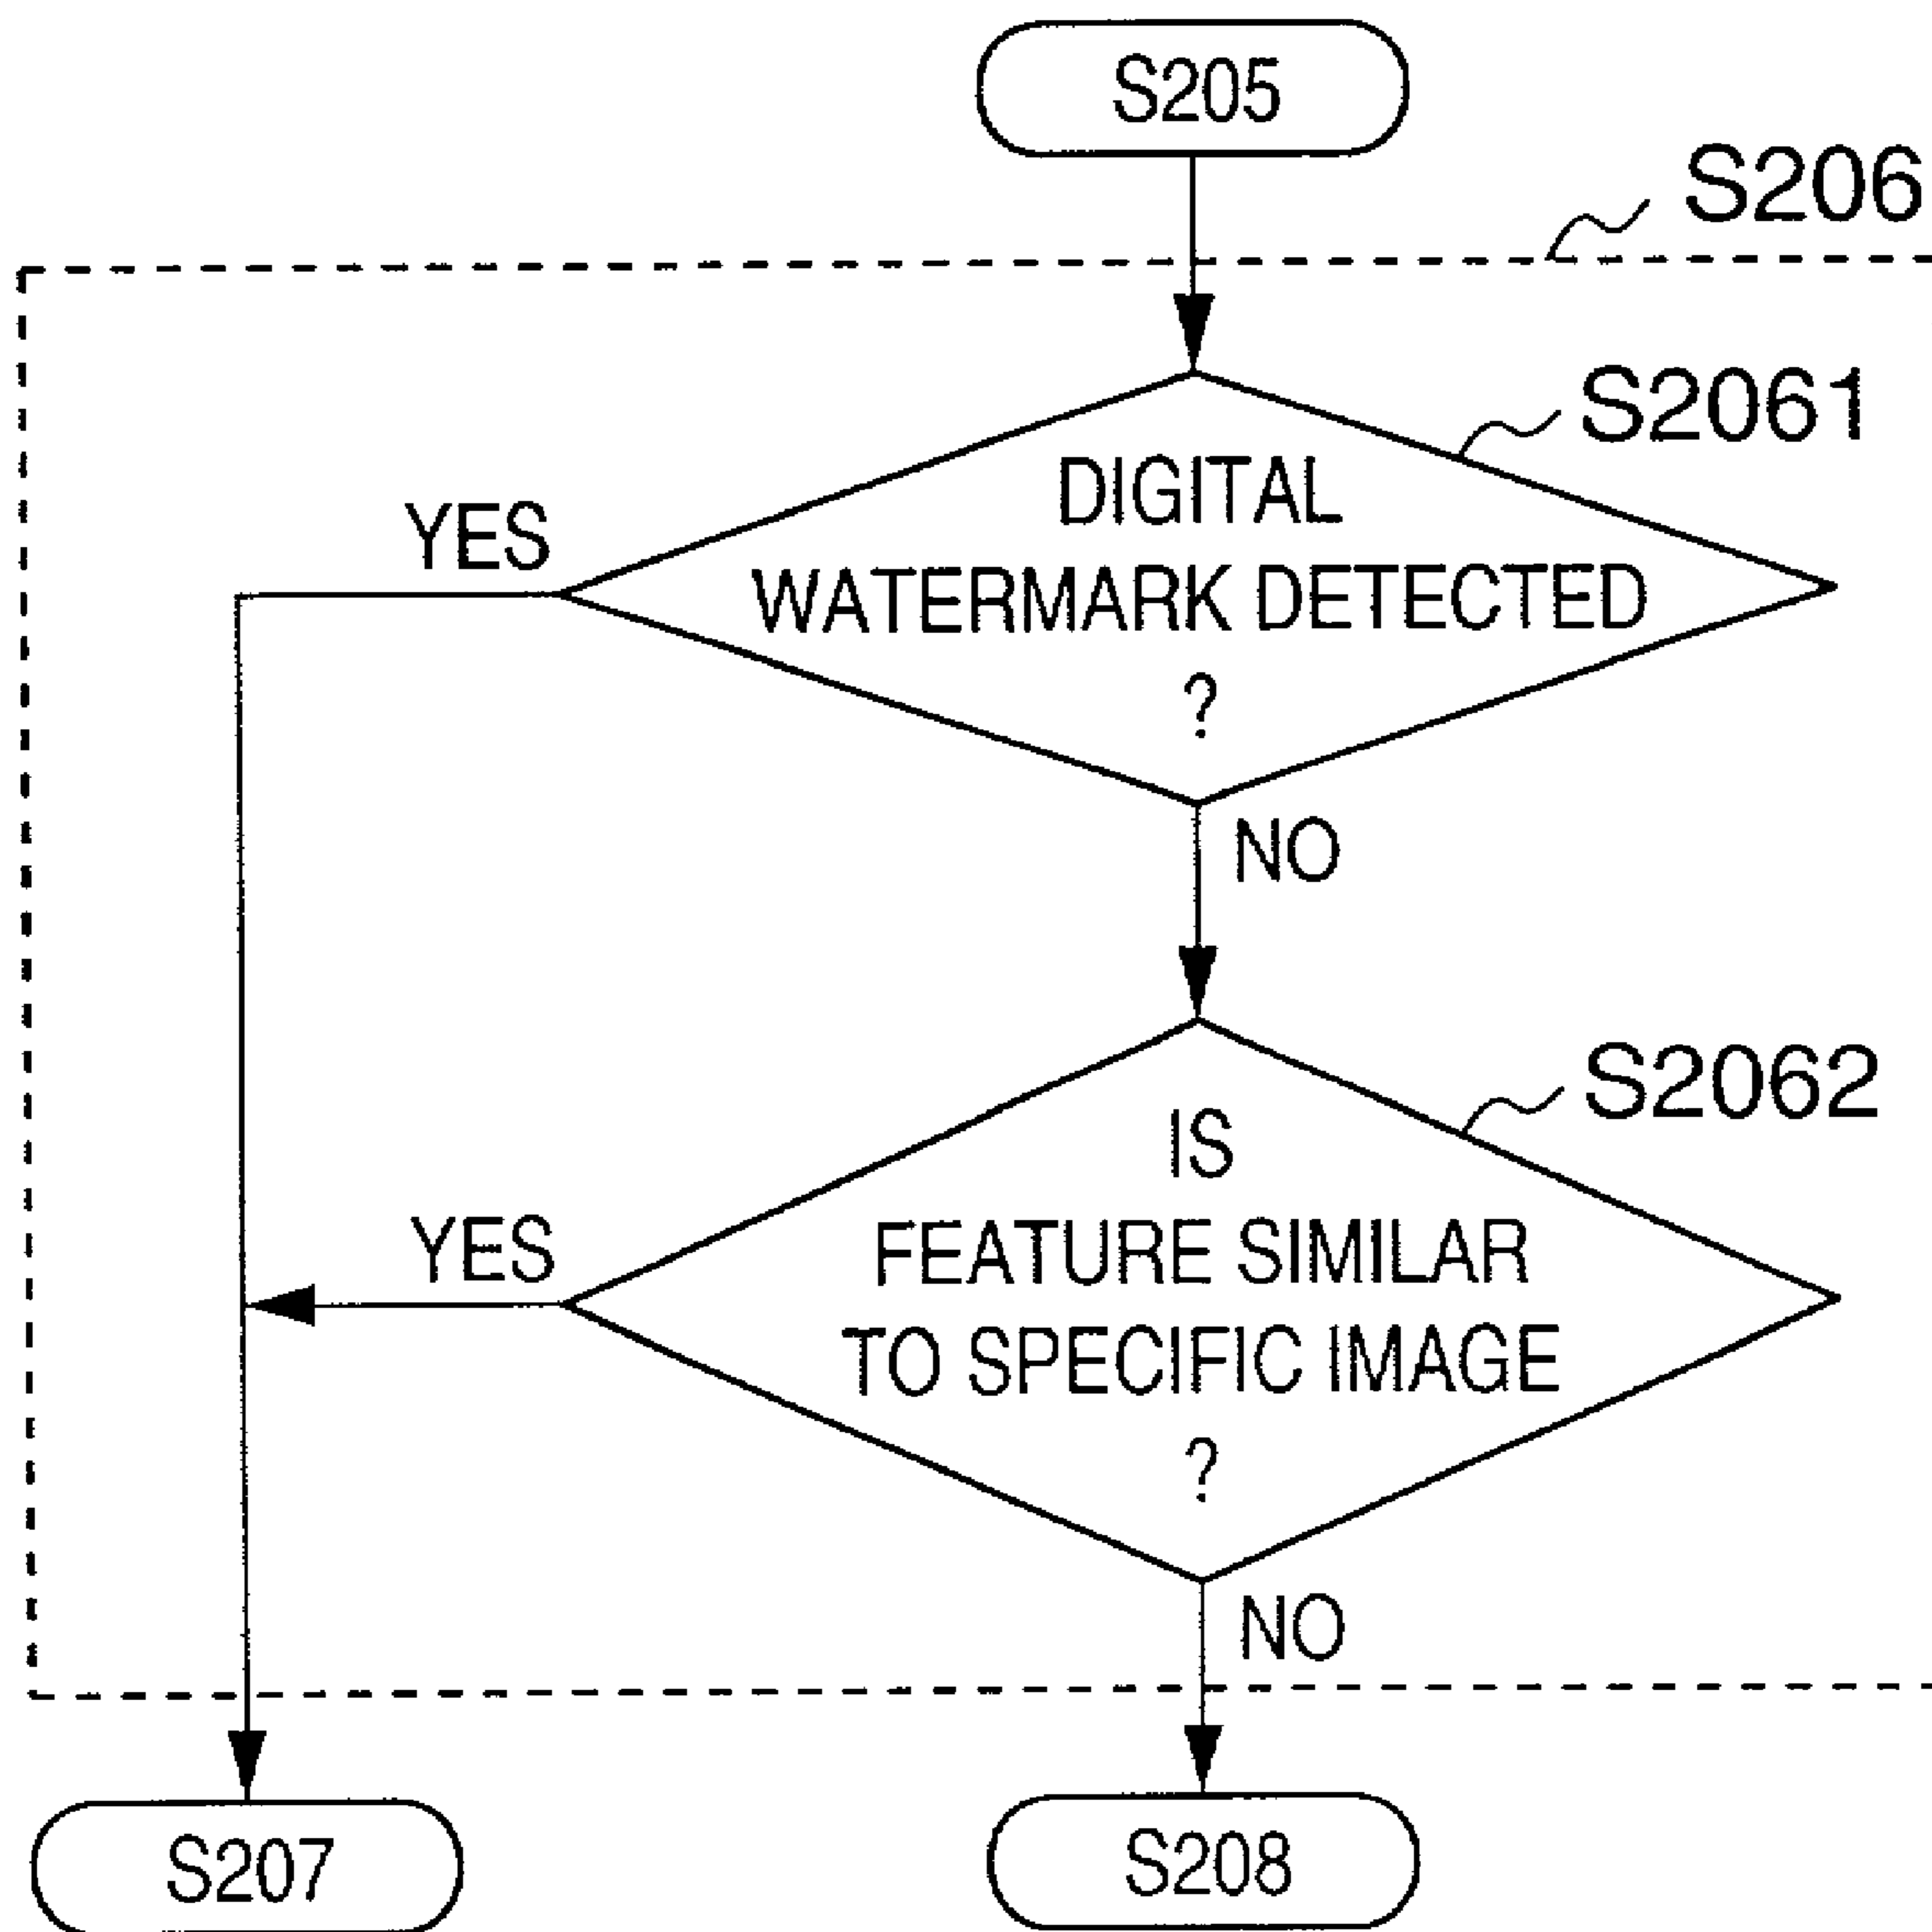 S205
S206
S2061
DIGITAL
WATERMARK DETECTED
?
YES
NO
S2062
IS
FEATURE SIMILAR
TO SPECIFIC IMAGE
?
YES
NO
S207
S208